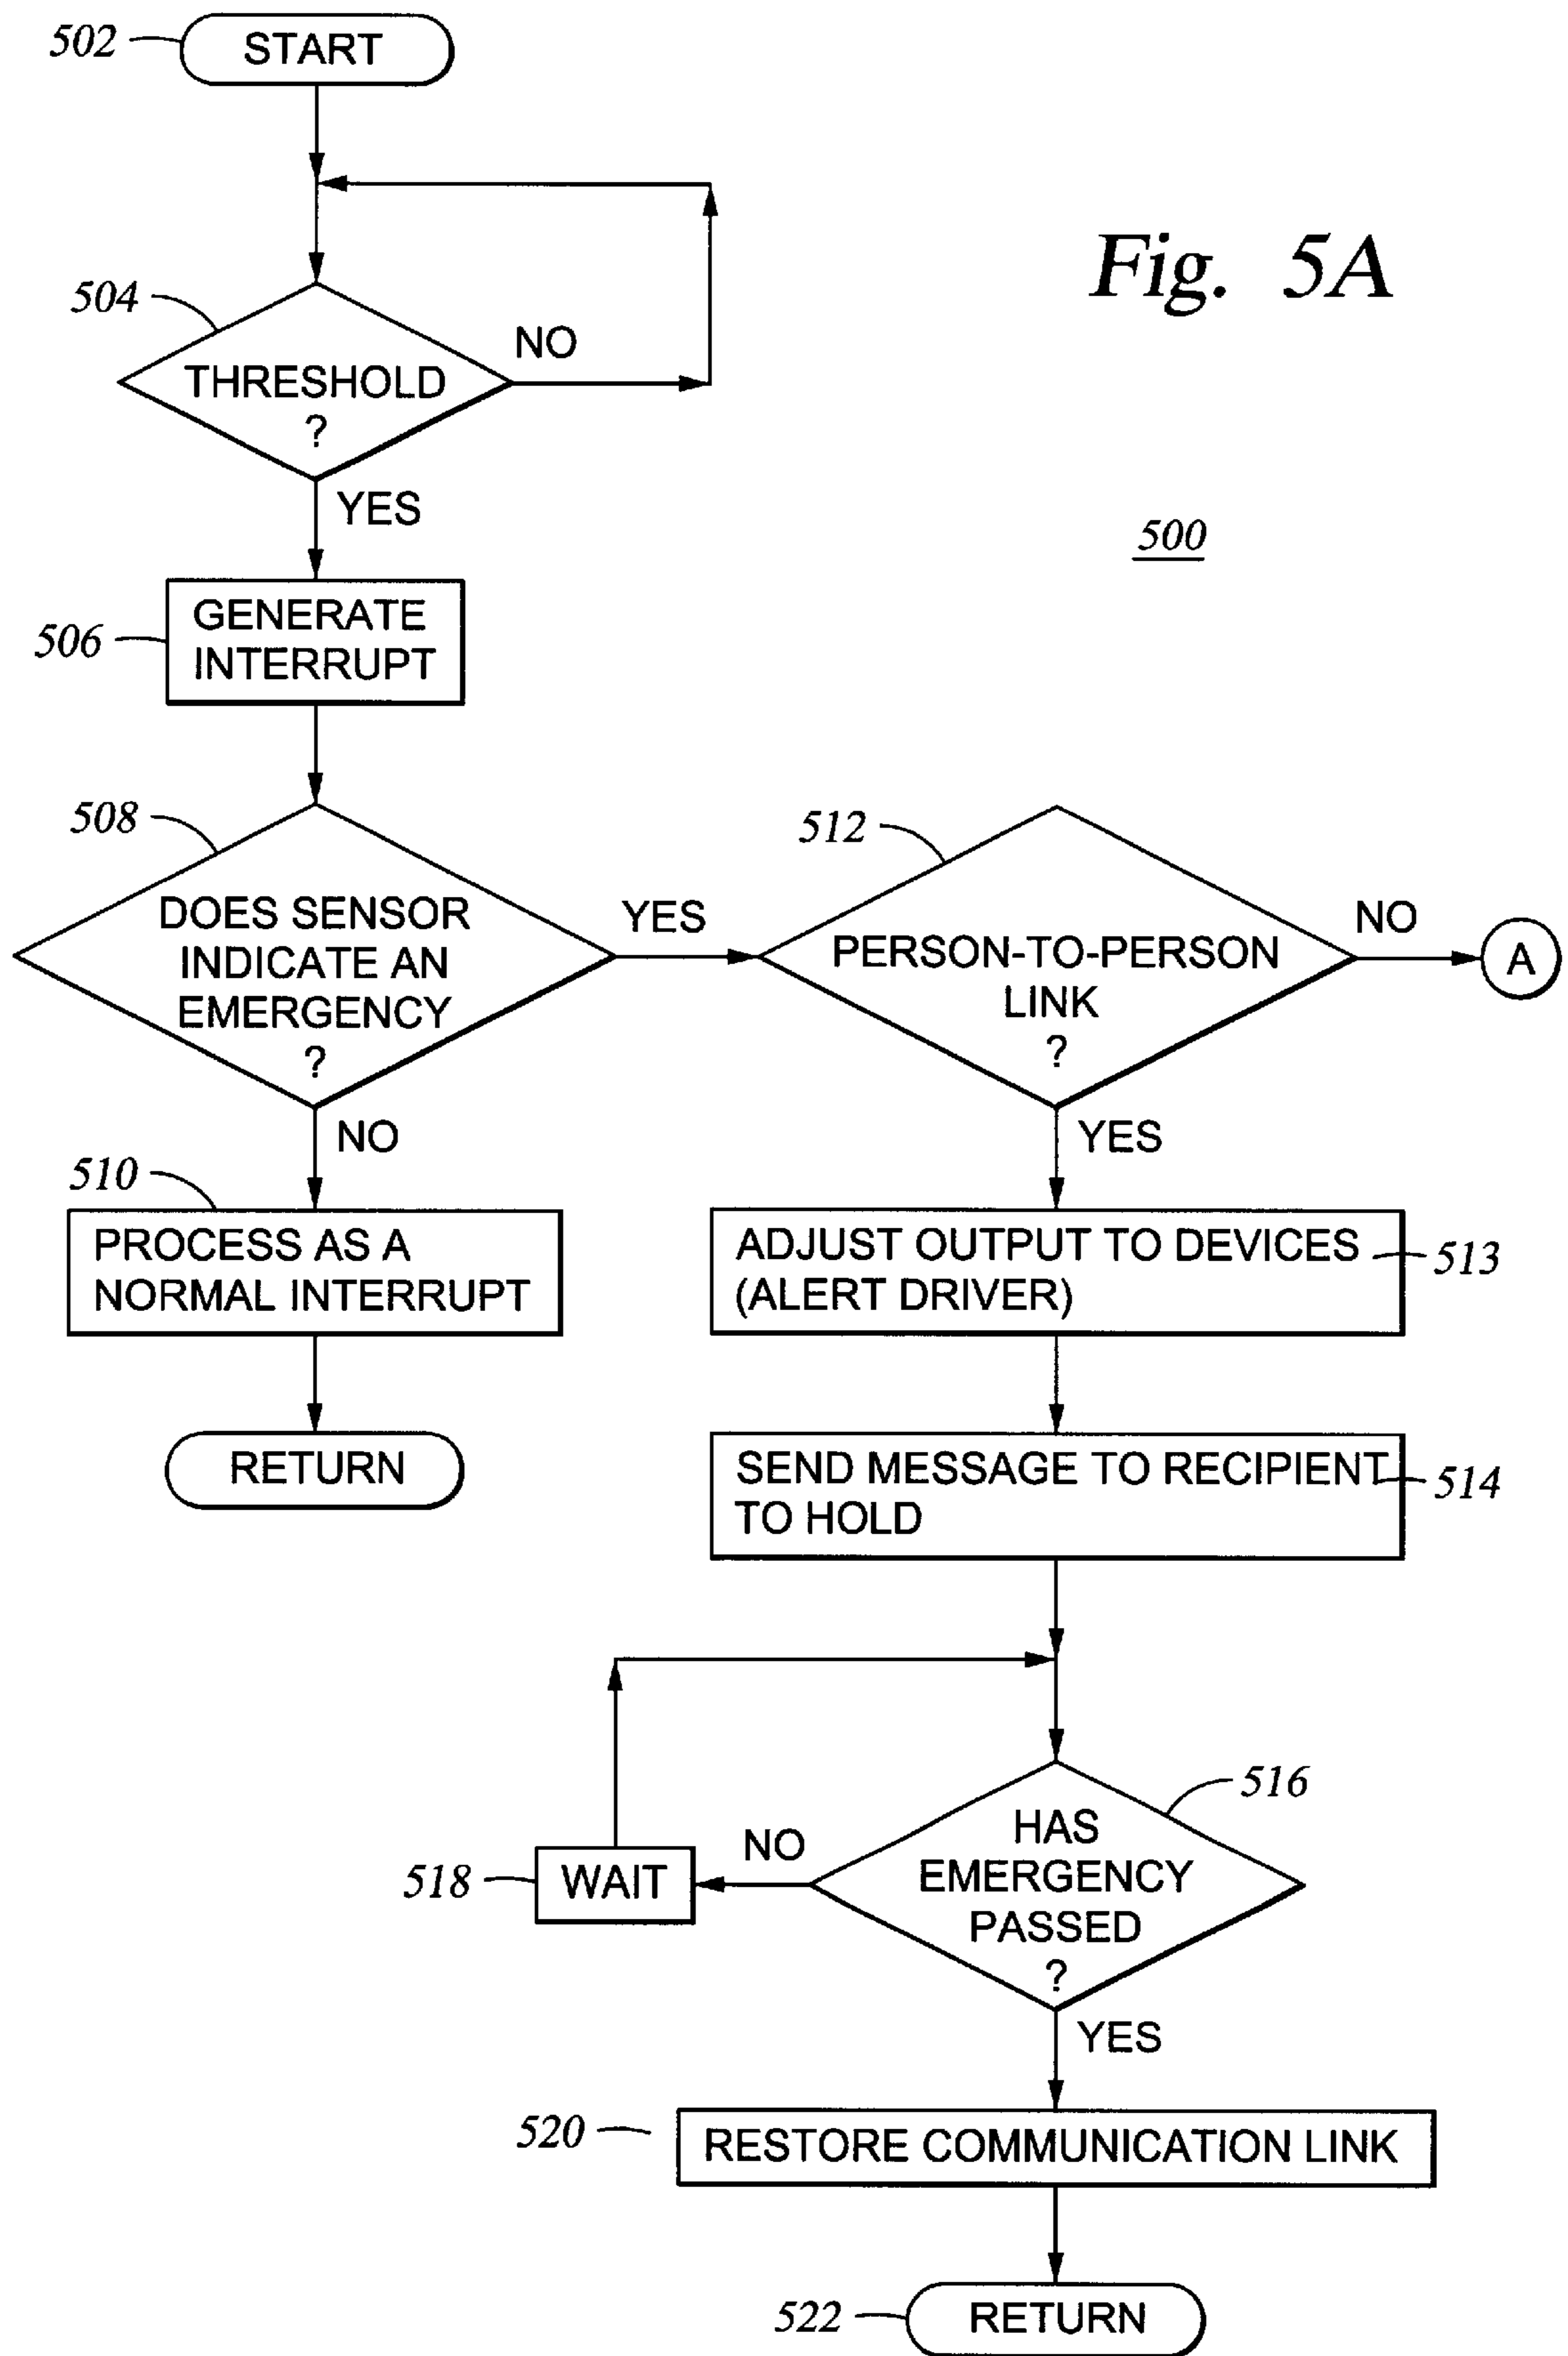 502
START
Fig. 5A
504
NO
THRESHOLD
?
YES
500
GENERATE
INTERRUPT
506
508
512
DOES SENSOR
INDICATE AN
EMERGENCY
?
YES
PERSON-TO-PERSON
LINK
?
NO
A
NO
YES
510
PROCESS AS A
NORMAL INTERRUPT
ADJUST OUTPUT TO DEVICES
(ALERT DRIVER)
513
RETURN
SEND MESSAGE TO RECIPIENT
TO HOLD
514
516
HAS
EMERGENCY
PASSED
?
NO
518
WAIT
YES
520
RESTORE COMMUNICATION LINK
522
RETURN